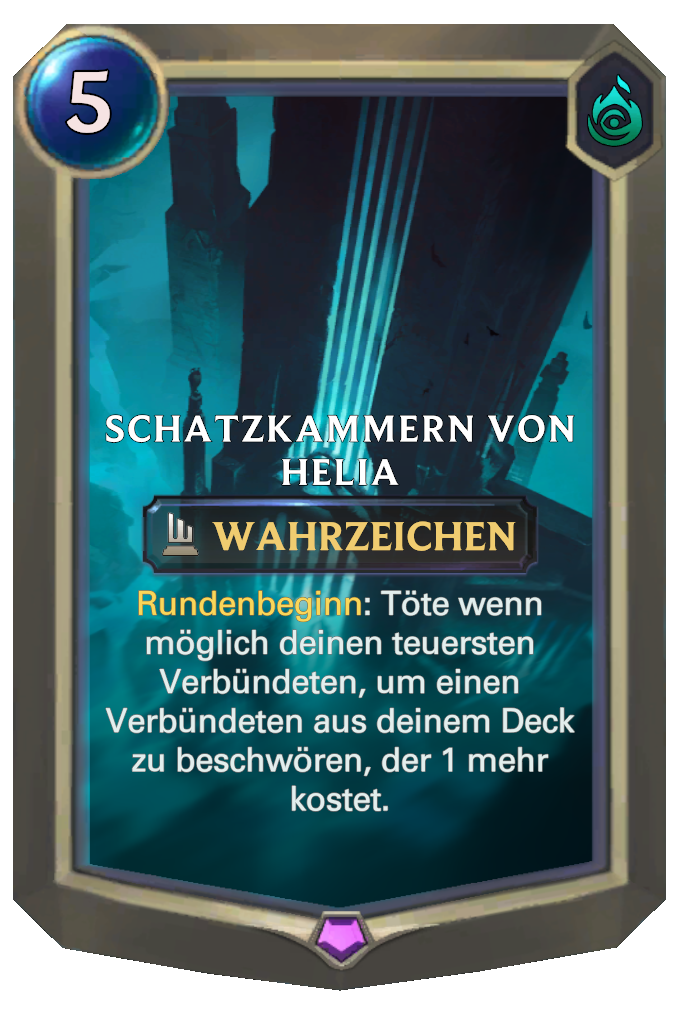 5
SCHATZKAMMERN VON
HELIA
WAHRZEICHEN
Rundenbeginn: Töte wenn
möglich deinen teuersten
Verbündeten, um einen
Verbündeten aus deinem Deck
zu beschwören, der 1 mehr
kostet.